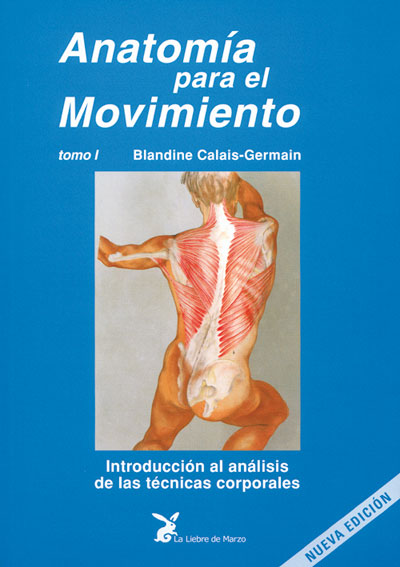 Anatomía
para el
Movimiento
tomo I Blandine Calais-Germain
Introducción al análisis
de las técnicas corporales
La Liebre de Marzo
NUEVA EDICIÓN